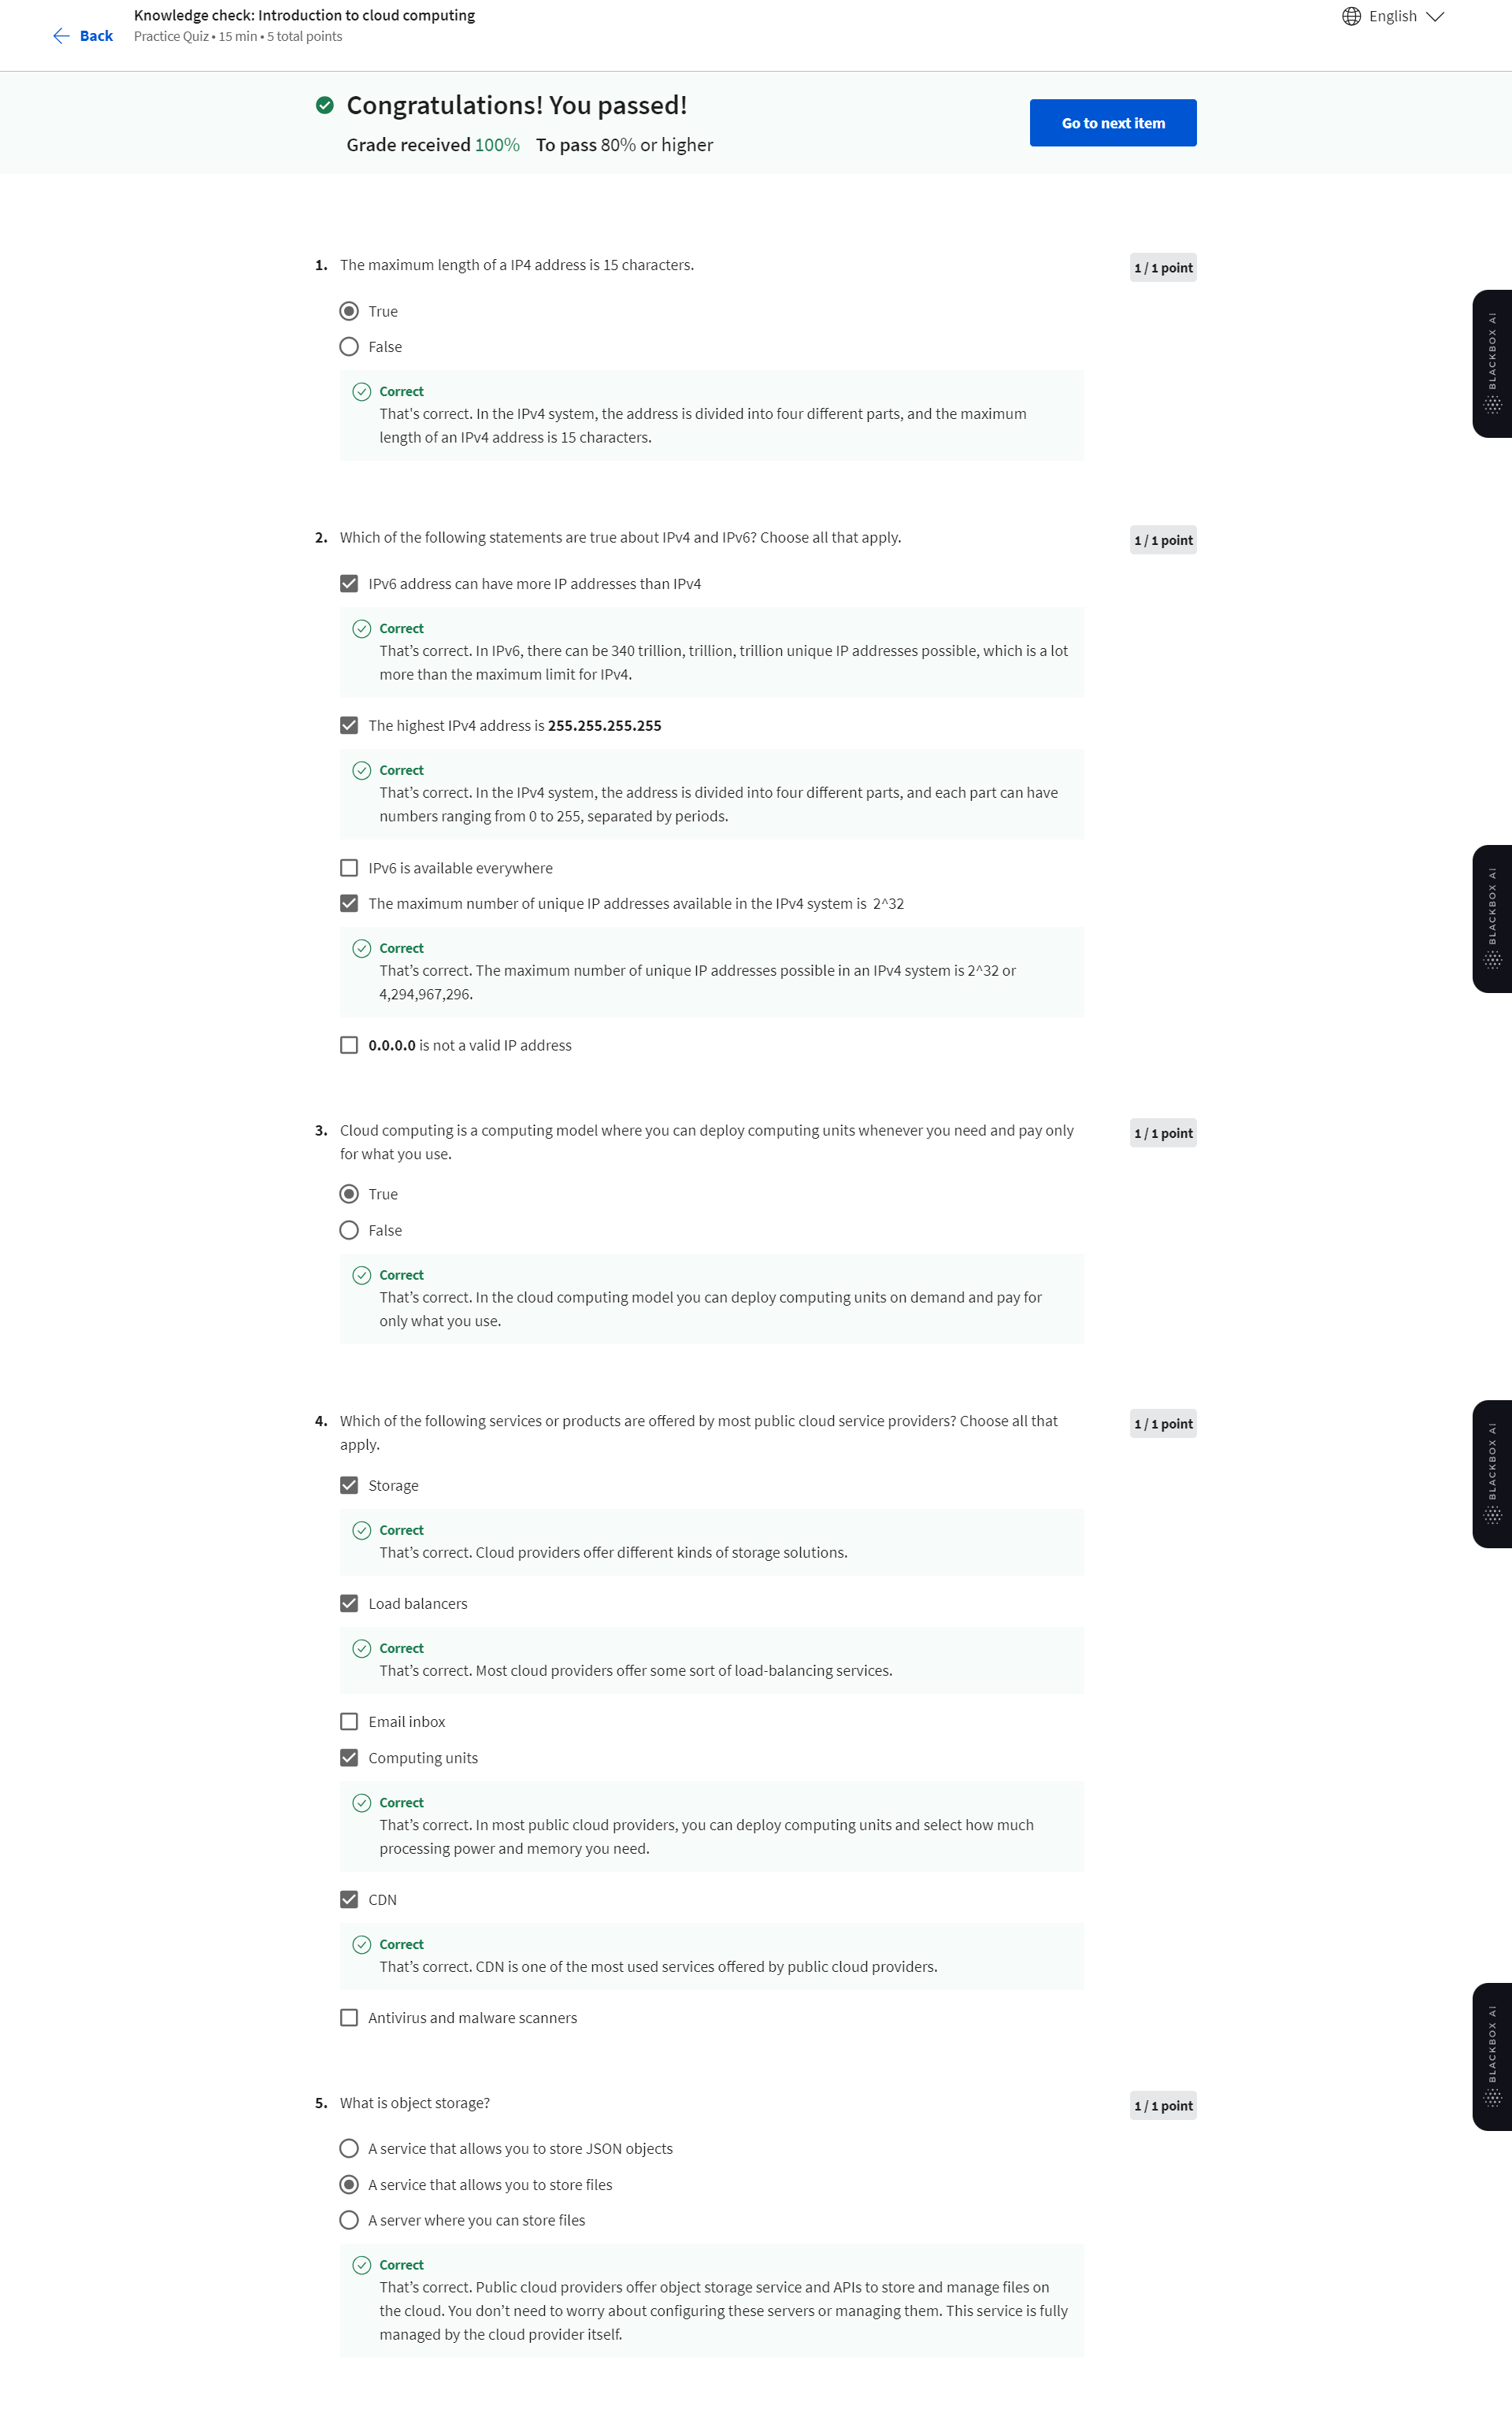 Knowledge check: Introduction to cloud computing
English
Back
Practice Quiz • 15 min • 5 total points
Congratulations! You passed!
Grade received 100% To pass 80% or higher
Go to next item
1. The maximum length of a IP4 address is 15 characters.
1 / 1 point
True
False
Correct
That's correct. In the IPv4 system, the address is divided into four different parts, and the maximum
length of an IPv4 address is 15 characters.
BLACKBOX AI
2. Which of the following statements are true about IPv4 and IPv6? Choose all that apply.
1 / 1 point
IPv6 address can have more IP addresses than IPv4
Correct
That’s correct. In IPv6, there can be 340 trillion, trillion, trillion unique IP addresses possible, which is a lot
more than the maximum limit for IPv4.
The highest IPv4 address is 255.255.255.255
Correct
That’s correct. In the IPv4 system, the address is divided into four different parts, and each part can have
numbers ranging from 0 to 255, separated by periods.
IPv6 is available everywhere
The maximum number of unique IP addresses available in the IPv4 system is 2^32
Correct
That’s correct. The maximum number of unique IP addresses possible in an IPv4 system is 2^32 or
4,294,967,296.
BLACKBOX AI
0.0.0.0 is not a valid IP address
3. Cloud computing is a computing model where you can deploy computing units whenever you need and pay only
for what you use.
1 / 1 point
True
False
Correct
That’s correct. In the cloud computing model you can deploy computing units on demand and pay for
only what you use.
4. Which of the following services or products are offered by most public cloud service providers? Choose all that
apply.
1 / 1 point
Storage
Correct
That’s correct. Cloud providers offer different kinds of storage solutions.
BLACKBOX AI
Load balancers
Correct
That’s correct. Most cloud providers offer some sort of load-balancing services.
Email inbox
Computing units
Correct
That’s correct. In most public cloud providers, you can deploy computing units and select how much
processing power and memory you need.
CDN
Correct
That’s correct. CDN is one of the most used services offered by public cloud providers.
Antivirus and malware scanners
BLACKBOX AI
5. What is object storage?
1 / 1 point
A service that allows you to store JSON objects
A service that allows you to store files
A server where you can store files
Correct
That’s correct. Public cloud providers offer object storage service and APIs to store and manage files on
the cloud. You don’t need to worry about configuring these servers or managing them. This service is fully
managed by the cloud provider itself.